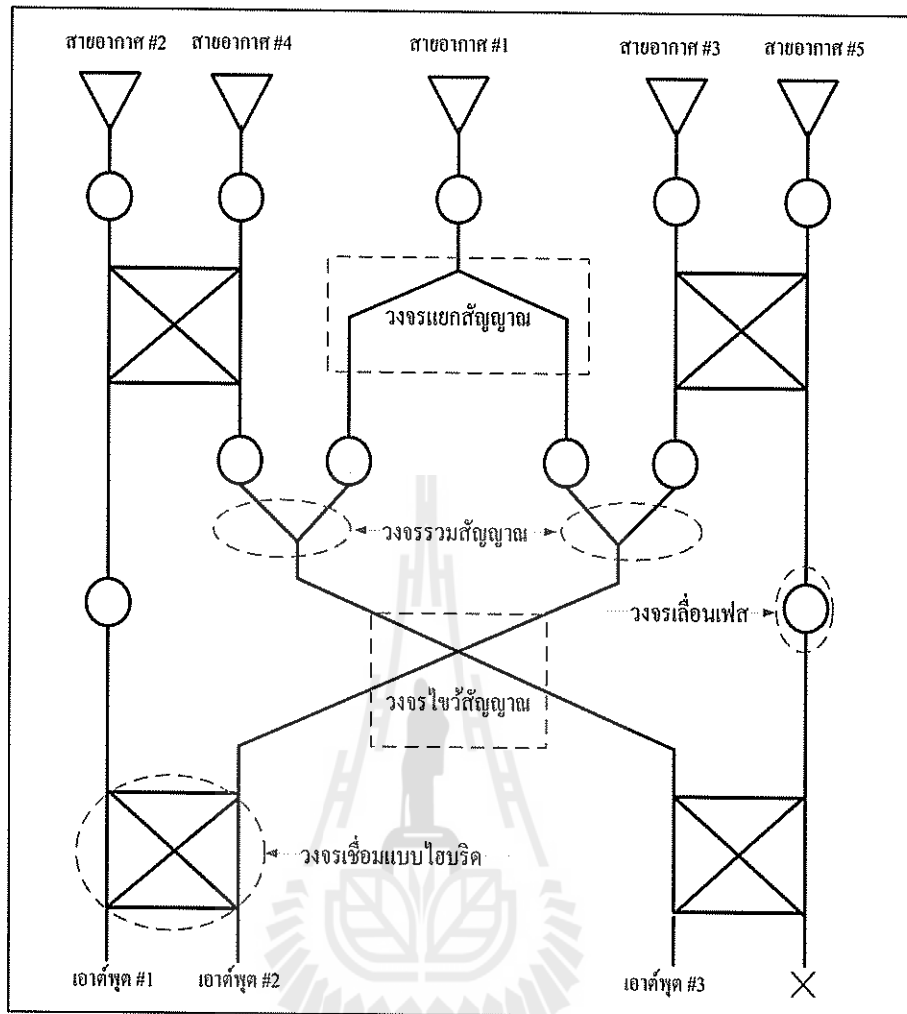 สายอากาศ #2
สายอากาศ #4
สายอากาศ #1
สายอากาศ #3
สายอากาศ #5
วงจรแยกสัญญาณ
วงจรรวมสัญญาณ
วงจรเลื่อนเฟส
วงจรไขว้สัญญาณ
วงจรเชื่อมแบบไฮบริด
เอาต์พุต #1
เอาต์พุต #2
เอาต์พุต #3